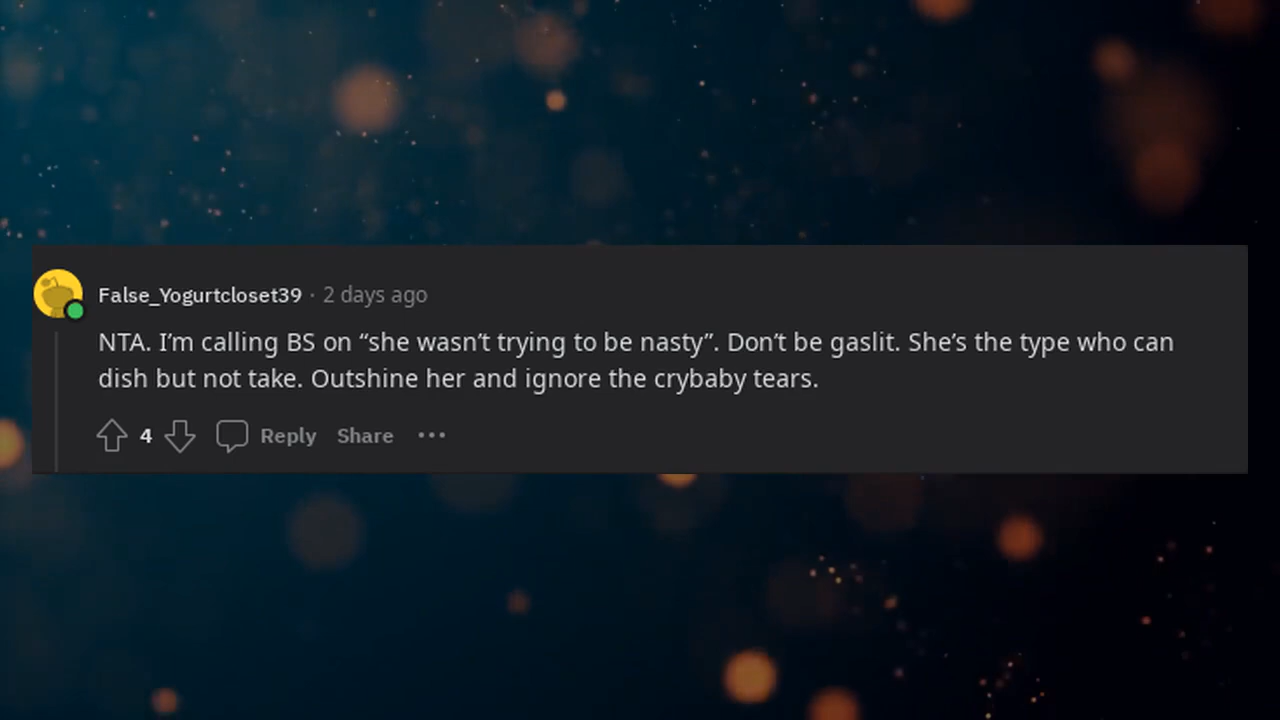 False_Yogurtcloset39 · 2 days ago
NTA. I’m calling BS on “she wasn’t trying to be nasty”. Don’t be gaslit. She’s the type who can
dish but not take. Outshine her and ignore the crybaby tears.
4 Reply Share